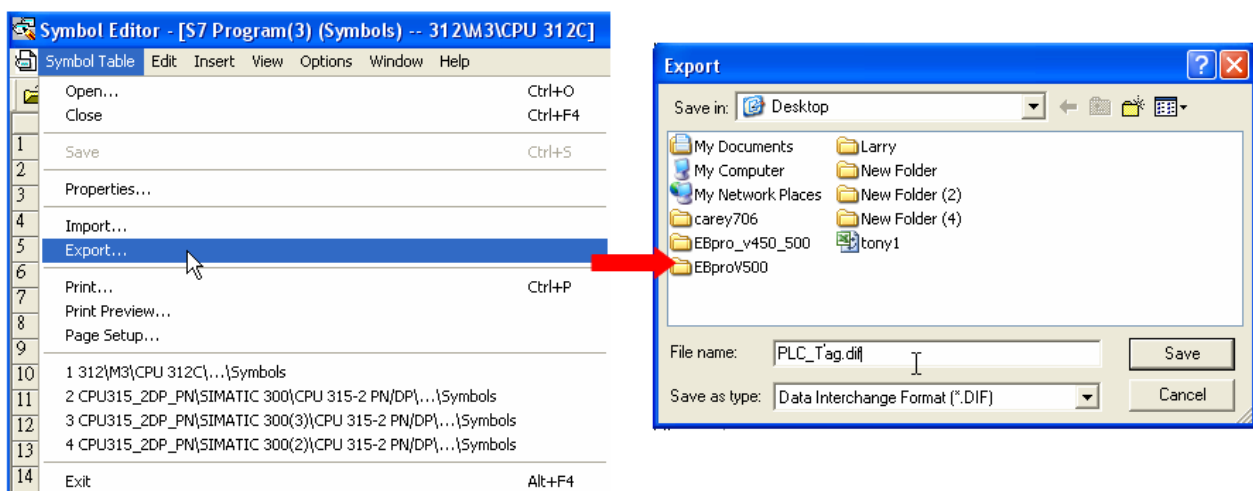 Symbol Editor - [S7 Program(3) (Symbols) -- 312\M3\CPU 312C]
Symbol Table Edit Insert View Options Window Help
Open... Ctrl+O
Close Ctrl+F4
1
Save Ctrl+S
2
Properties...
3
4
Import...
5
Export...
6
Print... Ctrl+P
7
Print Preview...
8
Page Setup...
9
10 1 312\M3\CPU 312C\...\Symbols
11 2 CPU315_2DP_PN\SIMATIC 300\CPU 315-2 PN/DP\...\Symbols
12 3 CPU315_2DP_PN\SIMATIC 300(3)\CPU 315-2 PN/DP\...\Symbols
13 4 CPU315_2DP_PN\SIMATIC 300(2)\CPU 315-2 PN/DP\...\Symbols
14 Exit Alt+F4
Export
Save in: Desktop
My Documents Larry
My Computer New Folder
My Network Places New Folder (2)
carey706 New Folder (4)
EBpro_v450_500 tony1
EBproV500
File name: PLC_Tag.dif Save
Save as type: Data Interchange Format (*.DIF) Cancel